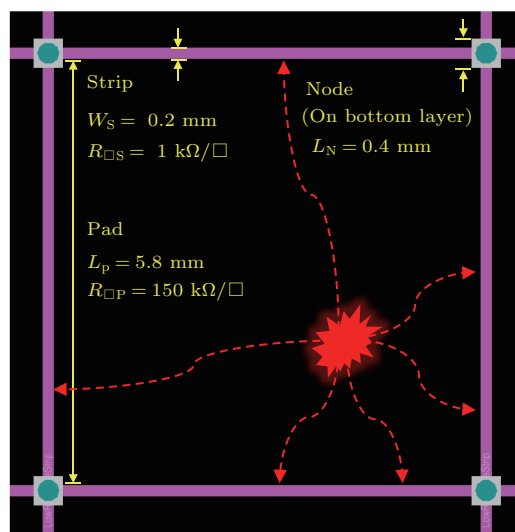 Strip
W_S = 0.2 mm
R_□S = 1 kΩ/□
Node
(On bottom layer)
L_N = 0.4 mm
Pad
L_p = 5.8 mm
R_□P = 150 kΩ/□